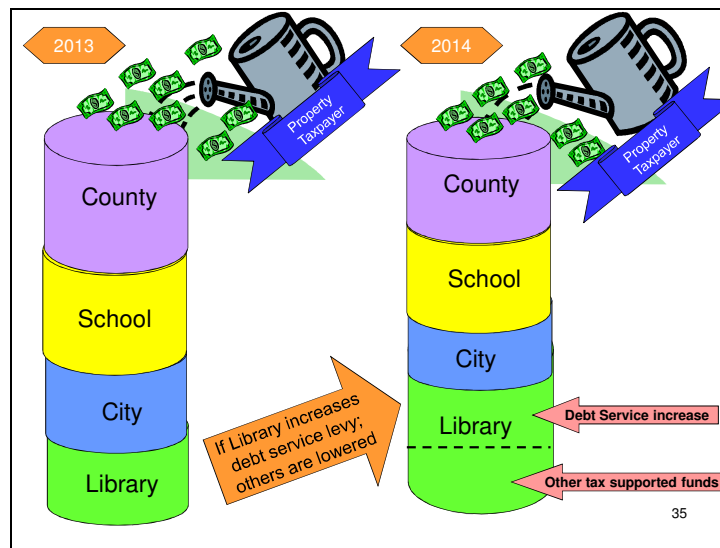 2013
2014
Property
Taxpayer
Property
Taxpayer
County
School
City
Library
If Library increases
debt service levy;
others are lowered
County
School
City
Library
Debt Service increase
Other tax supported funds
35